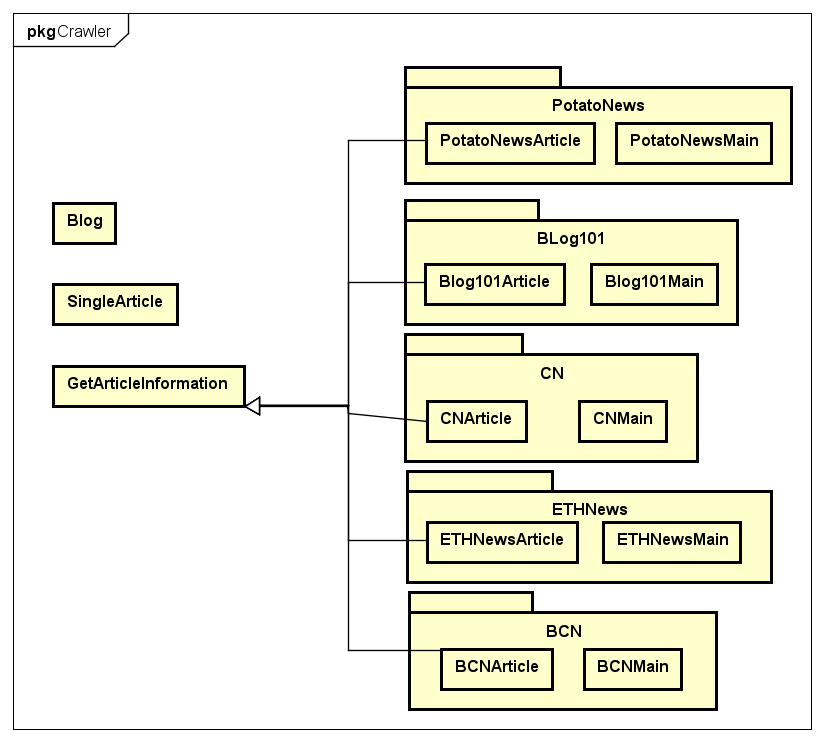 pkgCrawler
PotatoNews
PotatoNewsArticle
PotatoNewsMain
Blog
BLog101
Blog101Article
Blog101Main
SingleArticle
GetArticleInformation
CN
CNArticle
CNMain
ETHNews
ETHNewsArticle
ETHNewsMain
BCN
BCNArticle
BCNMain